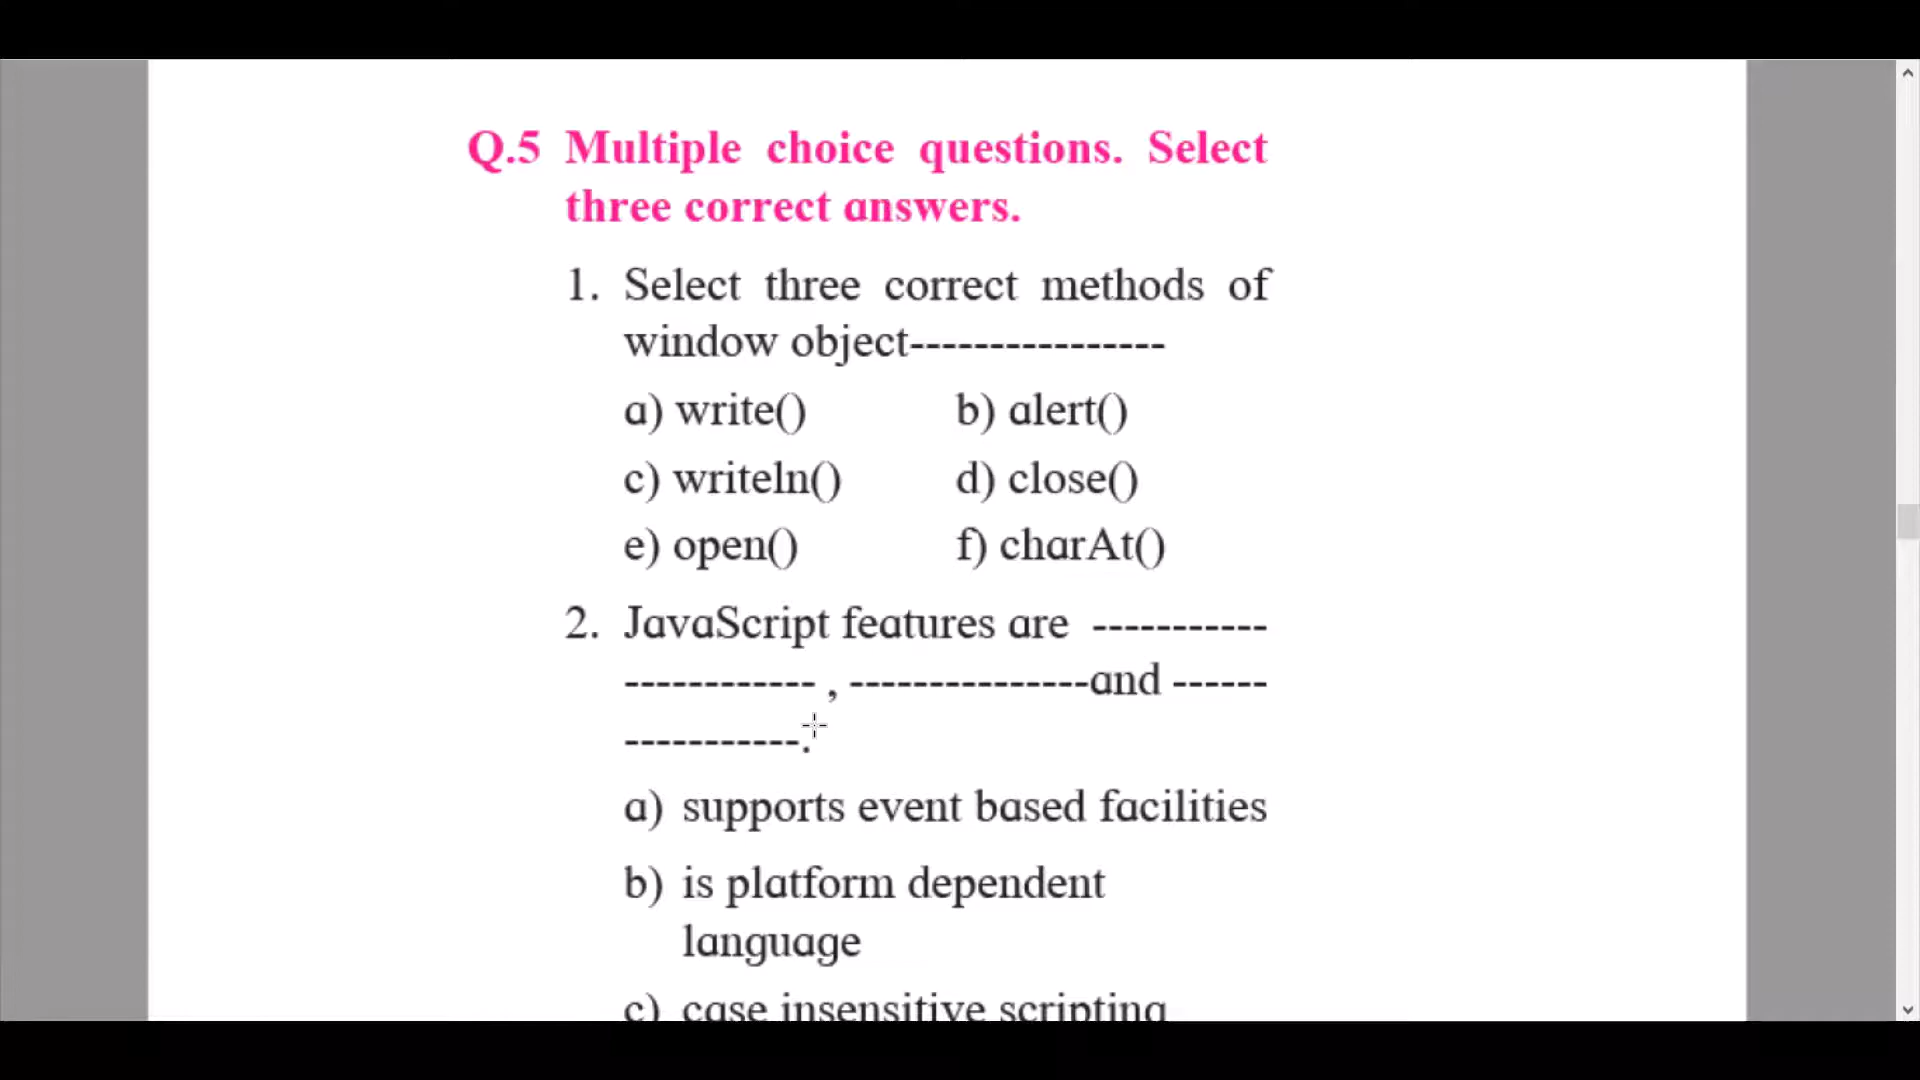 Q.5 Multiple choice questions. Select
three correct answers.
1. Select three correct methods of
window object----------------
a) write() b) alert()
c) writeln() d) close()
e) open() f) charAt()
2. JavaScript features are -----------
------------ , ---------------and ------
-----------.
a) supports event based facilities
b) is platform dependent
language
c) case insensitive scripting